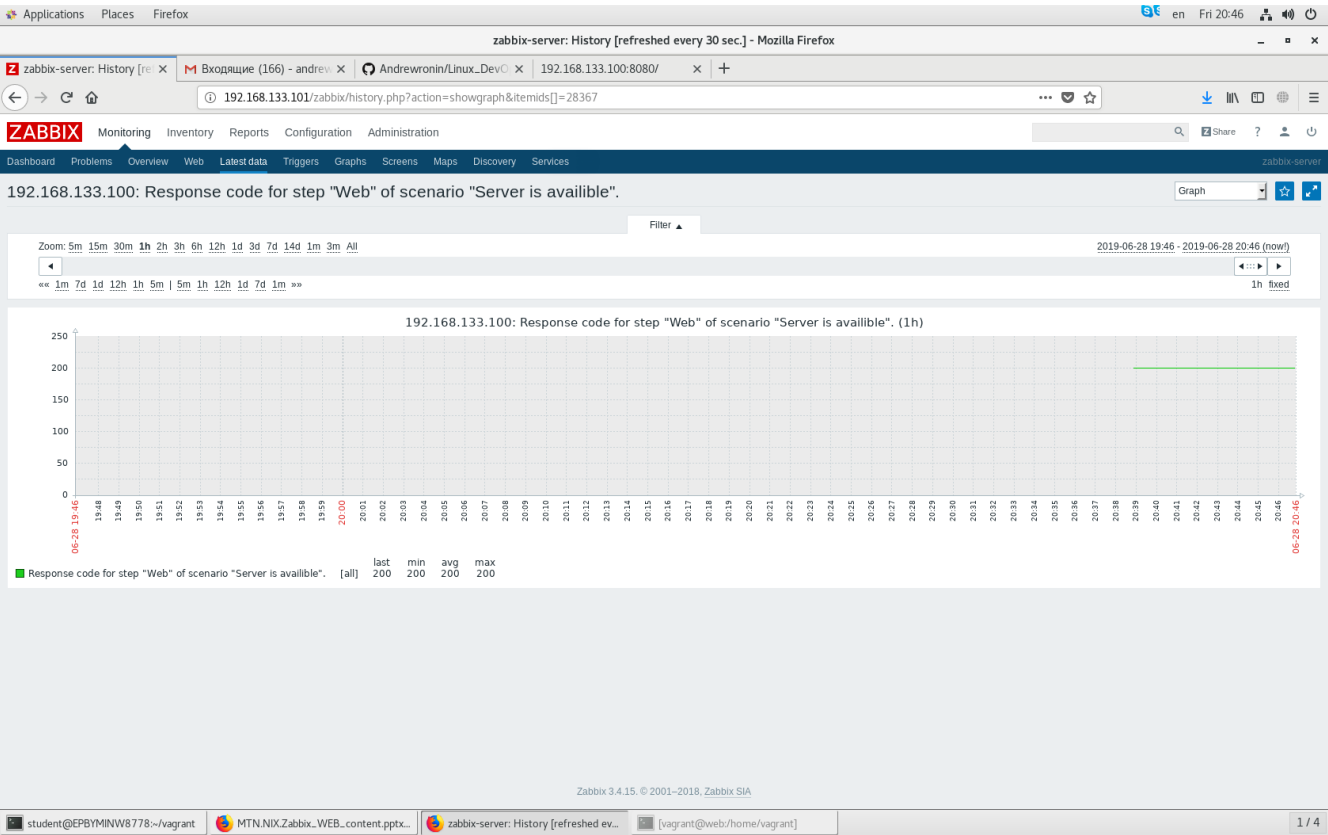 Applications Places Firefox en Fri 20:46
zabbix-server: History [refreshed every 30 sec.] - Mozilla Firefox
zabbix-server: History [re Входящие (166) - andrew Andrewronin/Linux_DevO 192.168.133.100:8080/
192.168.133.101/zabbix/history.php?action=showgraph&itemids[]=28367
ZABBIX Monitoring Inventory Reports Configuration Administration Z Share ?
Dashboard Problems Overview Web Latest data Triggers Graphs Screens Maps Discovery Services zabbix-server
192.168.133.100: Response code for step "Web" of scenario "Server is availible". Graph
Filter
Zoom: 5m 15m 30m 1h 2h 3h 6h 12h 1d 3d 7d 14d 1m 3m All 2019-06-28 19:46 - 2019-06-28 20:46 (now!)
«« 1m 7d 1d 12h 1h 5m | 5m 1h 12h 1d 7d 1m »» 1h fixed
192.168.133.100: Response code for step "Web" of scenario "Server is availible". (1h)
250
200
150
100
50
0
06-28 19:46 19:48 19:49 19:50 19:51 19:52 19:53 19:54 19:55 19:56 19:57 19:58 19:59 20:00 20:01 20:02 20:03 20:04 20:05 20:06 20:07 20:08 20:09 20:10 20:11 20:12 20:13 20:14 20:15 20:16 20:17 20:18 20:19 20:20 20:21 20:22 20:23 20:24 20:25 20:26 20:27 20:28 20:29 20:30 20:31 20:32 20:33 20:34 20:35 20:36 20:37 20:38 20:39 20:40 20:41 20:42 20:43 20:44 20:45 20:46 06-28 20:46
last min avg max
Response code for step "Web" of scenario "Server is availible". [all] 200 200 200 200
Zabbix 3.4.15. © 2001–2018, Zabbix SIA
student@EPBYMINW8778:~/vagrant MTN.NIX.Zabbix_WEB_content.pptx... zabbix-server: History [refreshed ev... [vagrant@web:/home/vagrant] 1 / 4